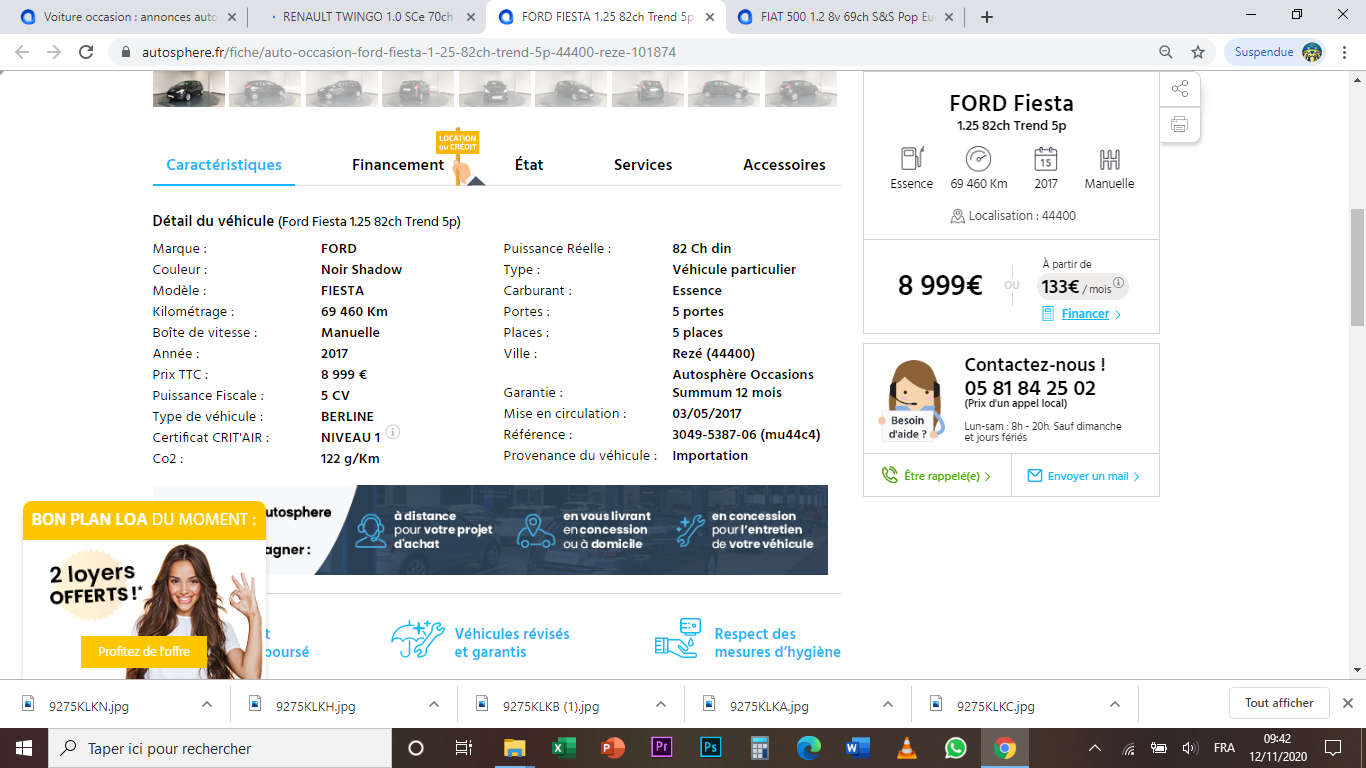 Voiture occasion : annonces auto
RENAULT TWINGO 1.0 SCe 70ch
FORD FIESTA 1.25 82ch Trend 5p
FIAT 500 1.2 8v 69ch S&S Pop Eu
autosphere.fr/fiche/auto-occasion-ford-fiesta-1-25-82ch-trend-5p-44400-reze-101874
Suspendue
LOCATION
ou CRÉDIT
Caractéristiques
Financement
État
Services
Accessoires
Détail du véhicule (Ford Fiesta 1.25 82ch Trend 5p)
Marque : FORD
Couleur : Noir Shadow
Modèle : FIESTA
Kilométrage : 69 460 Km
Boîte de vitesse : Manuelle
Année : 2017
Prix TTC : 8 999 €
Puissance Fiscale : 5 CV
Type de véhicule : BERLINE
Certificat CRIT'AIR : NIVEAU 1
Co2 : 122 g/Km
Puissance Réelle : 82 Ch din
Type : Véhicule particulier
Carburant : Essence
Portes : 5 portes
Places : 5 places
Ville : Rezé (44400)
Autosphère Occasions
Garantie : Summum 12 mois
Mise en circulation : 03/05/2017
Référence : 3049-5387-06 (mu44c4)
Provenance du véhicule : Importation
FORD Fiesta
1.25 82ch Trend 5p
15
Essence
69 460 Km
2017
Manuelle
Localisation : 44400
8 999€
OU
À partir de
133€ / mois
Financer
Contactez-nous !
05 81 84 25 02
(Prix d'un appel local)
Lun-sam : 8h - 20h. Sauf dimanche
et jours fériés
Besoin
d'aide ?
Être rappelé(e)
Envoyer un mail
utosphere
agner :
à distance
pour votre projet
d'achat
en vous livrant
en concession
ou à domicile
en concession
pour l'entretien
de votre véhicule
BON PLAN LOA DU MOMENT :
2 loyers
OFFERTS !*
Profitez de l'offre
t
boursé
Véhicules révisés
et garantis
Respect des
mesures d'hygiène
9275KLKN.jpg
9275KLKH.jpg
9275KLKB (1).jpg
9275KLKA.jpg
9275KLKC.jpg
Tout afficher
Taper ici pour rechercher
FRA
09:42
12/11/2020